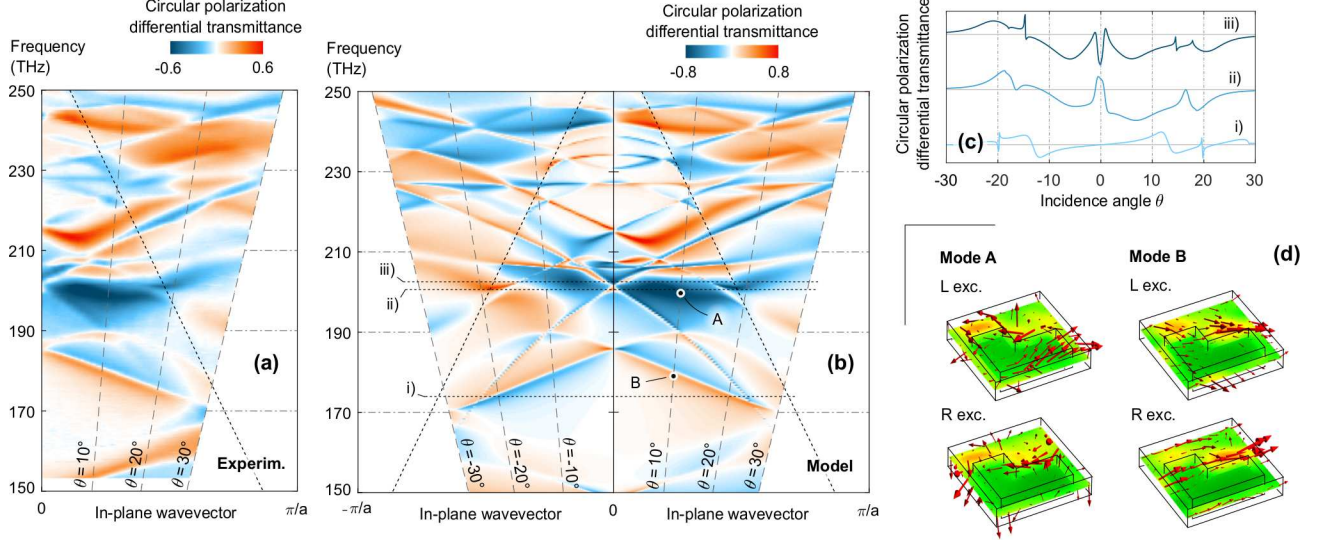 Circular polarization
differential transmittance
Frequency
(THz)
-0.6
0.6
250
230
210
190
170
150
θ = 10°
θ = 20°
θ = 30°
(a)
Experim.
0
In-plane wavevector
π/a
Circular polarization
differential transmittance
Frequency
(THz)
-0.8
0.8
250
230
210
190
170
150
iii)
ii)
i)
A
B
(b)
θ = -30°
θ = -20°
θ = -10°
θ = 10°
θ = 20°
θ = 30°
Model
-π/a
In-plane wavevector
0
In-plane wavevector
π/a
Circular polarization
differential transmittance
iii)
ii)
i)
(c)
-30
-20
-10
0
10
20
30
Incidence angle θ
(d)
Mode A
Mode B
L exc.
L exc.
R exc.
R exc.